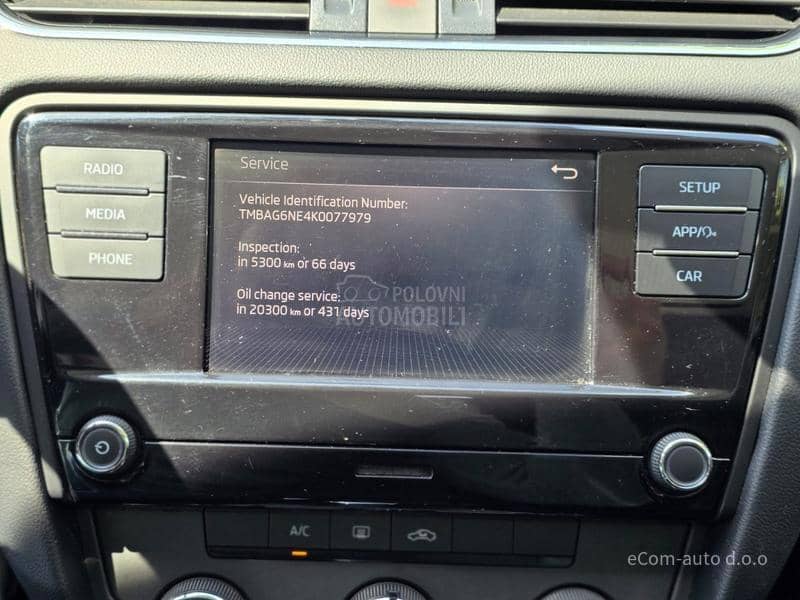 RADIO
MEDIA
PHONE
Service
Vehicle Identification Number:
TMBAG6NE4K0077979
Inspection:
in 5300 km or 66 days
Oil change service:
in 20300 km or 431 days
POLOVNI
AUTOMOBILI
SETUP
APP/
CAR
A/C
eCom-auto d.o.o